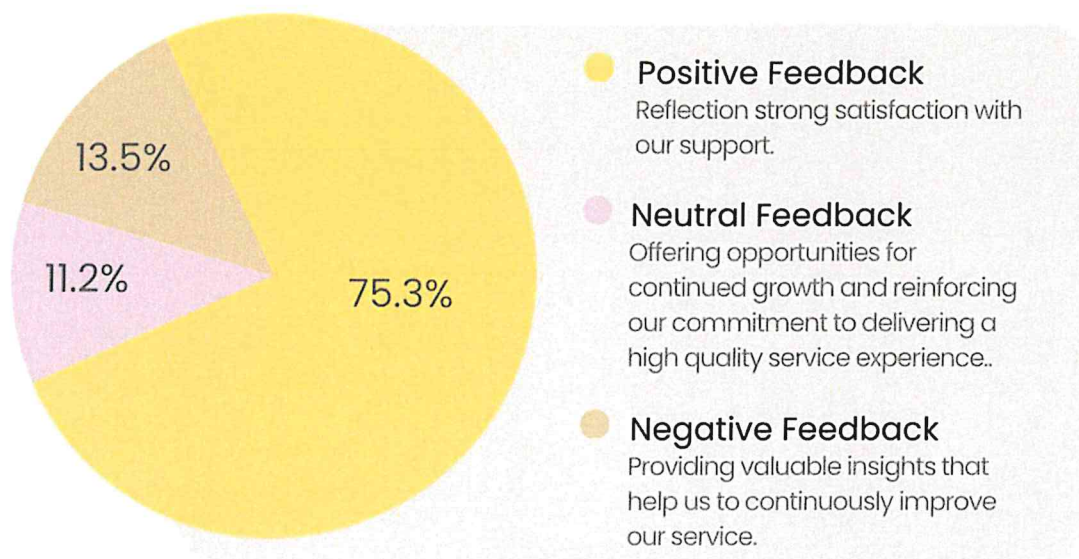 13.5%
11.2%
75.3%
Positive Feedback
Reflection strong satisfaction with
our support.
Neutral Feedback
Offering opportunities for
continued growth and reinforcing
our commitment to delivering a
high quality service experience..
Negative Feedback
Providing valuable insights that
help us to continuously improve
our service.